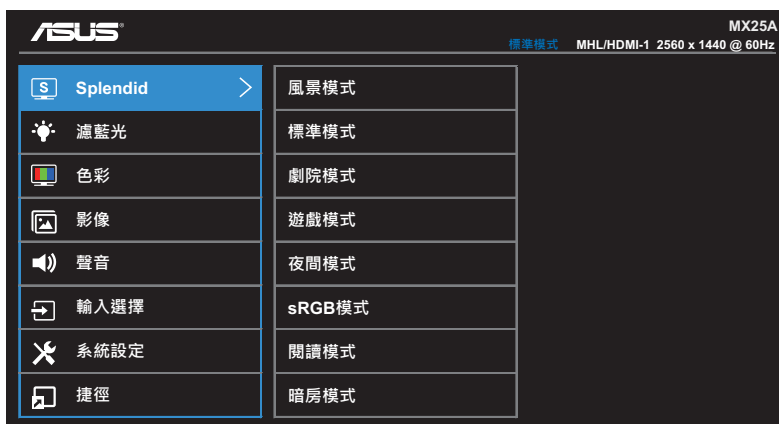 ASUS
MX25A
標準模式 MHL/HDMI-1 2560 x 1440 @ 60Hz
S Splendid
濾藍光
色彩
影像
聲音
輸入選擇
系統設定
捷徑
風景模式
標準模式
劇院模式
遊戲模式
夜間模式
sRGB模式
閱讀模式
暗房模式